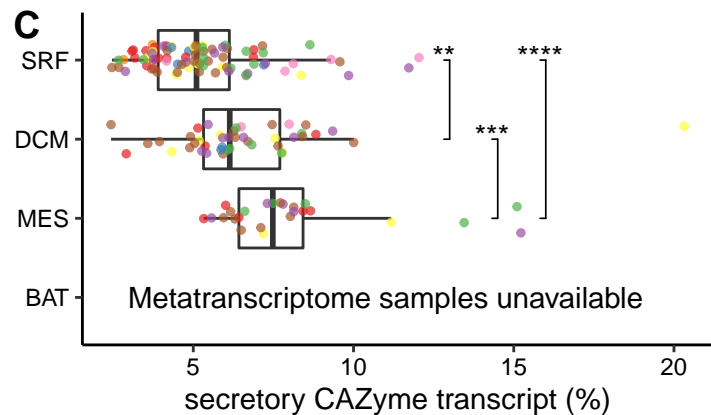 C
SRF
** ****
DCM
***
MES
BAT
Metatranscriptome samples unavailable
5 10 15 20
secretory CAZyme transcript (%)